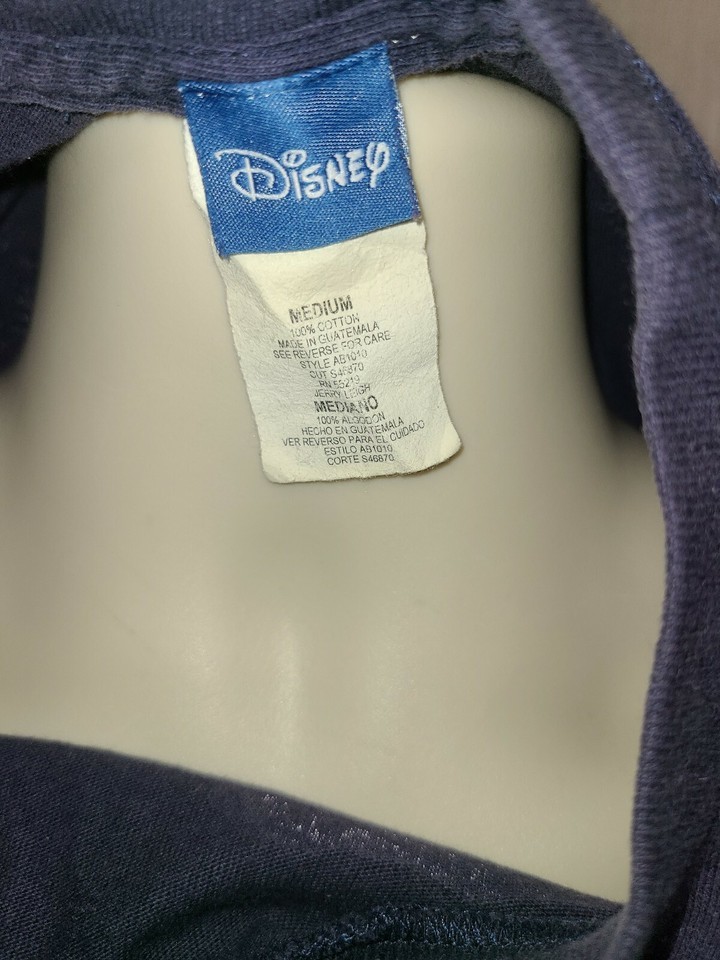 Disney
MEDIUM
100% COTTON
MADE IN GUATEMALA
SEE REVERSE FOR CARE
STYLE AB1010
CUT S46870
RN 55219
JERRY LEIGH
MEDIANO
100% ALGODON
HECHO EN GUATEMALA
VER REVERSO PARA EL CUIDADO
ESTILO AB1010
CORTE S46870